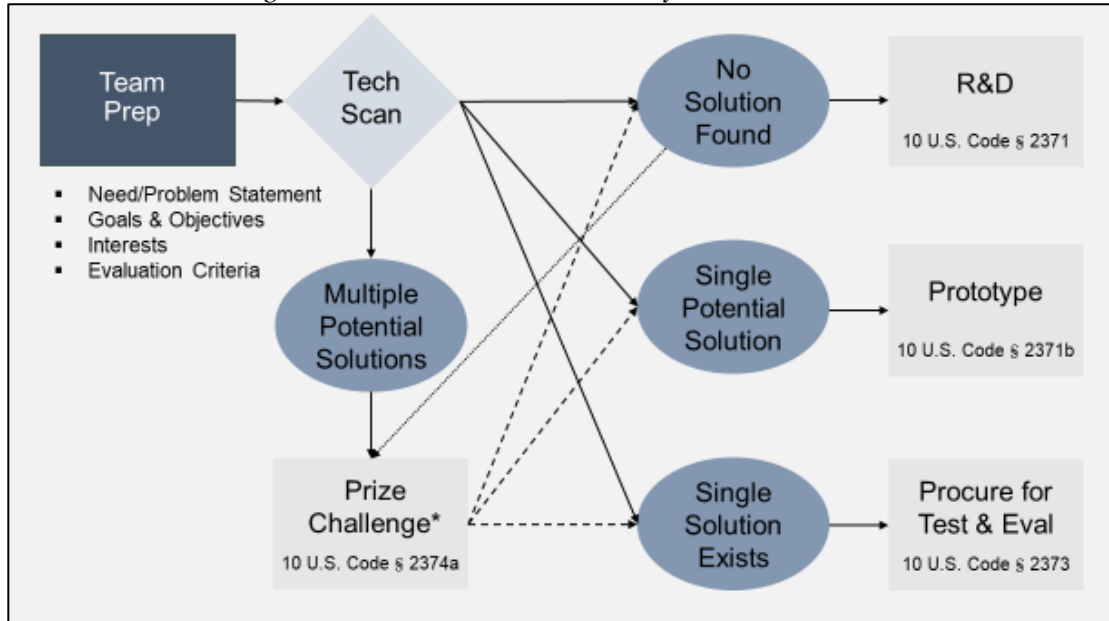 Team
Prep
▪ Need/Problem Statement
▪ Goals & Objectives
▪ Interests
▪ Evaluation Criteria
Tech
Scan
Multiple
Potential
Solutions
Prize
Challenge*
10 U.S. Code § 2374a
No
Solution
Found
R&D
10 U.S. Code § 2371
Single
Potential
Solution
Prototype
10 U.S. Code § 2371b
Single
Solution
Exists
Procure for
Test & Eval
10 U.S. Code § 2373